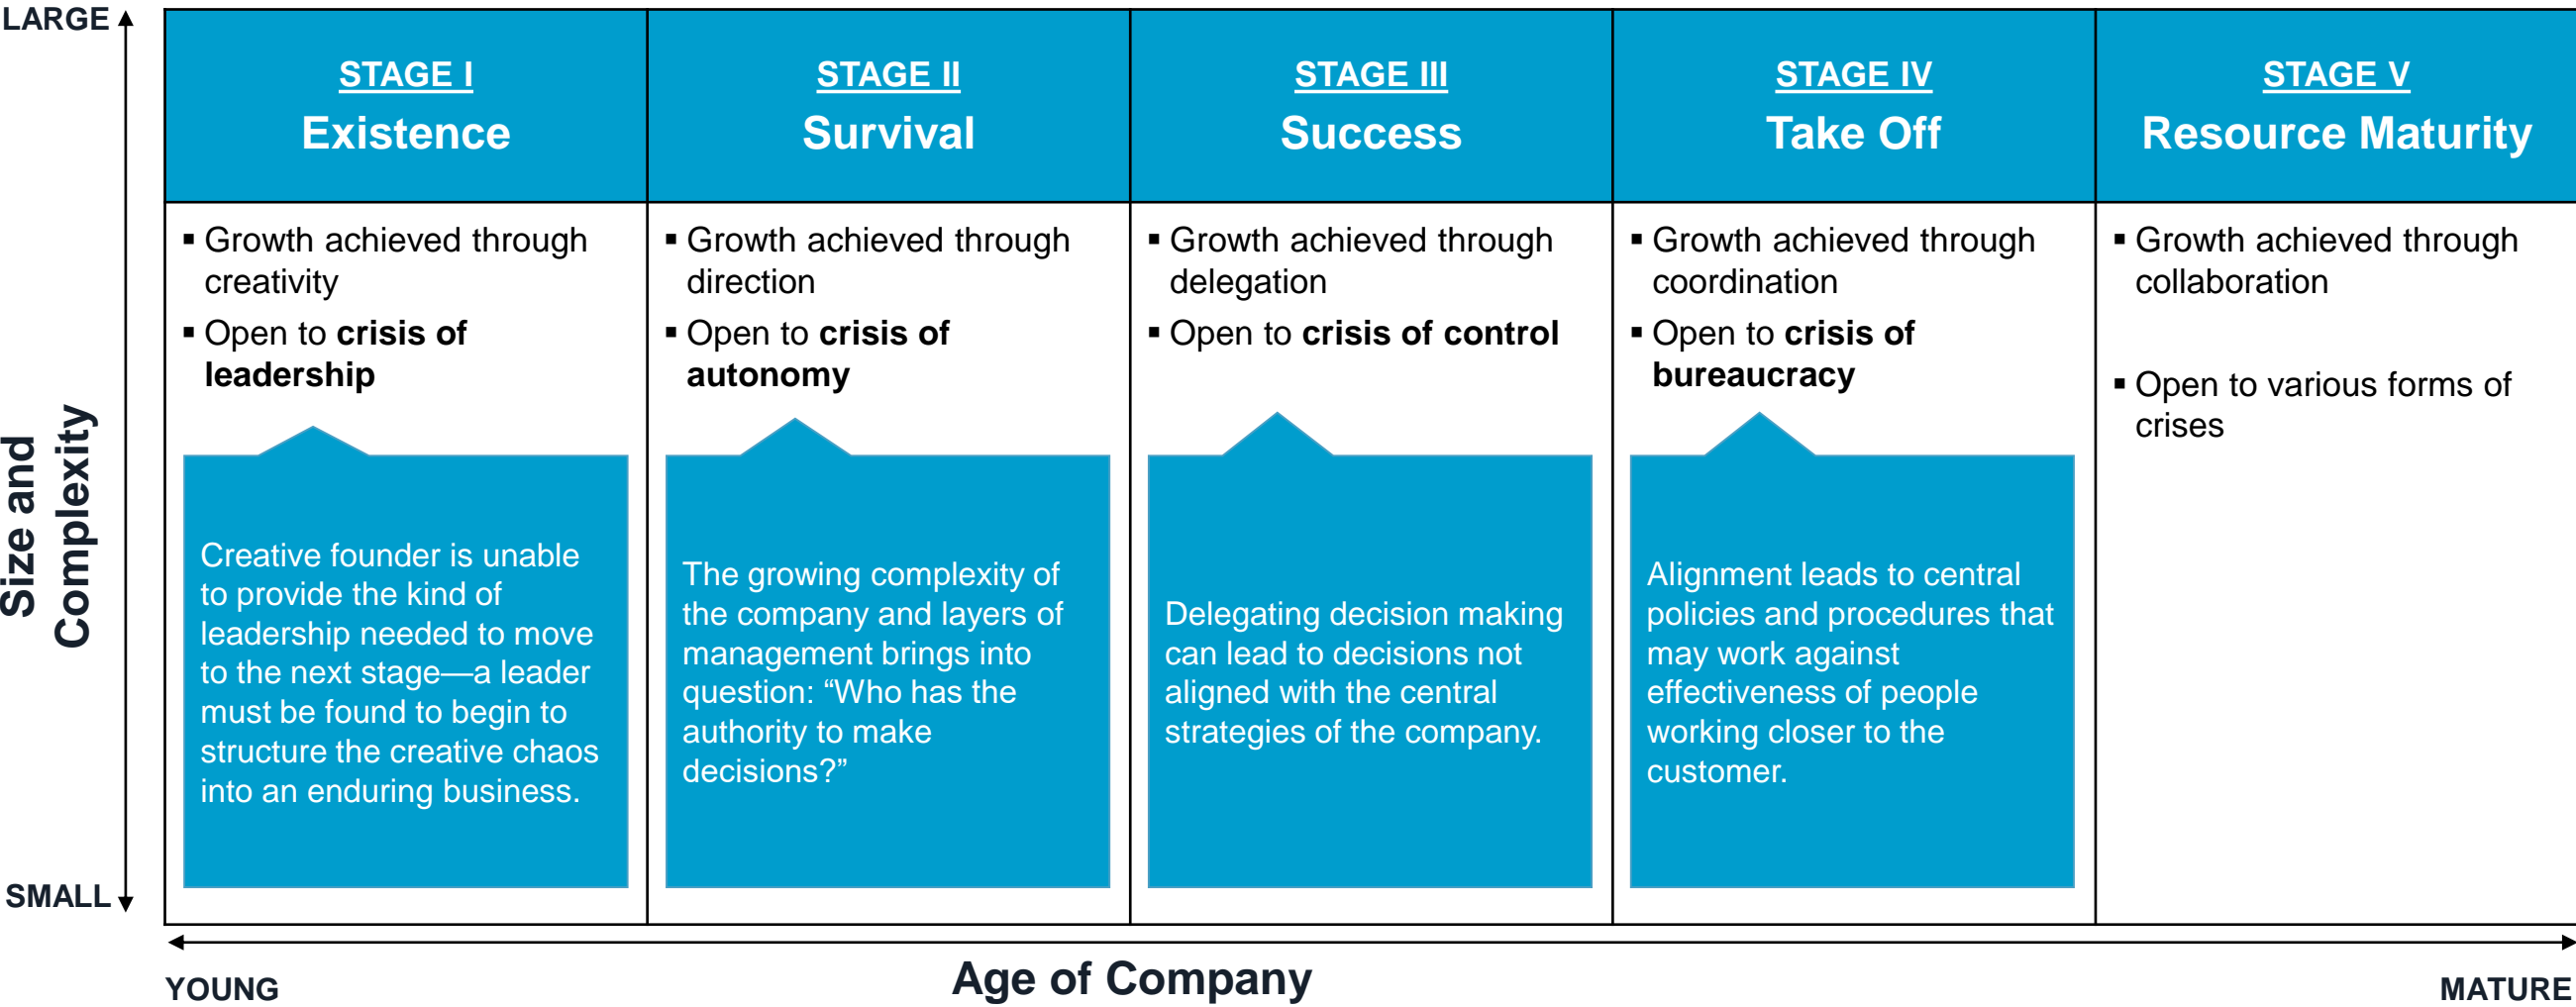 LARGE
STAGE I
Existence
STAGE II
Survival
STAGE III
Success
STAGE IV
Take Off
STAGE V
Resource Maturity
▪ Growth achieved through
creativity
▪ Open to crisis of
leadership
Creative founder is unable
to provide the kind of
leadership needed to move
to the next stage—a leader
must be found to begin to
structure the creative chaos
into an enduring business.
▪ Growth achieved through
direction
▪ Open to crisis of
autonomy
The growing complexity of
the company and layers of
management brings into
question: “Who has the
authority to make
decisions?”
▪ Growth achieved through
delegation
▪ Open to crisis of control
Delegating decision making
can lead to decisions not
aligned with the central
strategies of the company.
▪ Growth achieved through
coordination
▪ Open to crisis of
bureaucracy
Alignment leads to central
policies and procedures that
may work against
effectiveness of people
working closer to the
customer.
▪ Growth achieved through
collaboration
▪ Open to various forms of
crises
Size and
Complexity
SMALL
YOUNG
Age of Company
MATURE